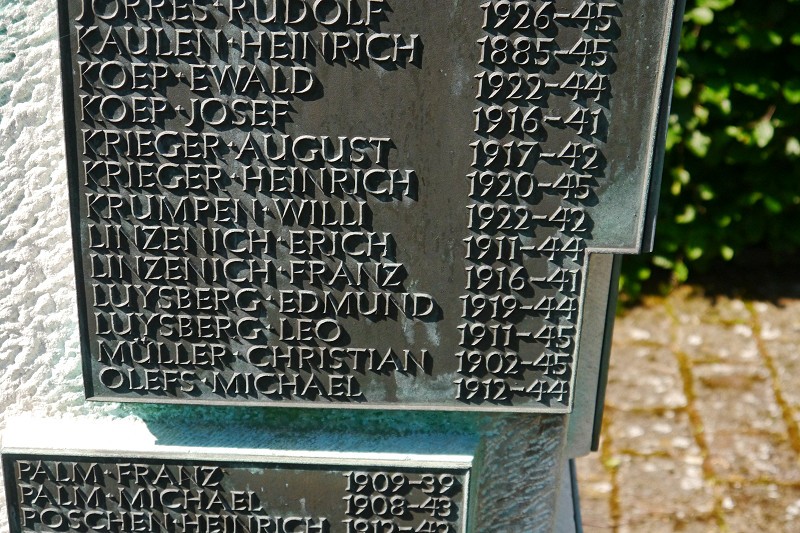 JORRES·RUDOLF 1926–45
KAULEN·HEINRICH 1885–45
KOEP·EWALD 1922–44
KOEP·JOSEF 1916–41
KRIEGER·AUGUST 1917–42
KRIEGER·HEINRICH 1920–45
KRUMPEN·WILLI 1922–42
LINZENICH·ERICH 1911–44
LINZENICH·FRANZ 1916–41
LUYSBERG·EDMUND 1919–44
LUYSBERG·LEO 1911–45
MÜLLER·CHRISTIAN 1902–45
OLEFS·MICHAEL 1912–44
PALM·FRANZ 1909–39
PALM·MICHAEL 1908–43
POSCHEN·HEINRICH 1913–43